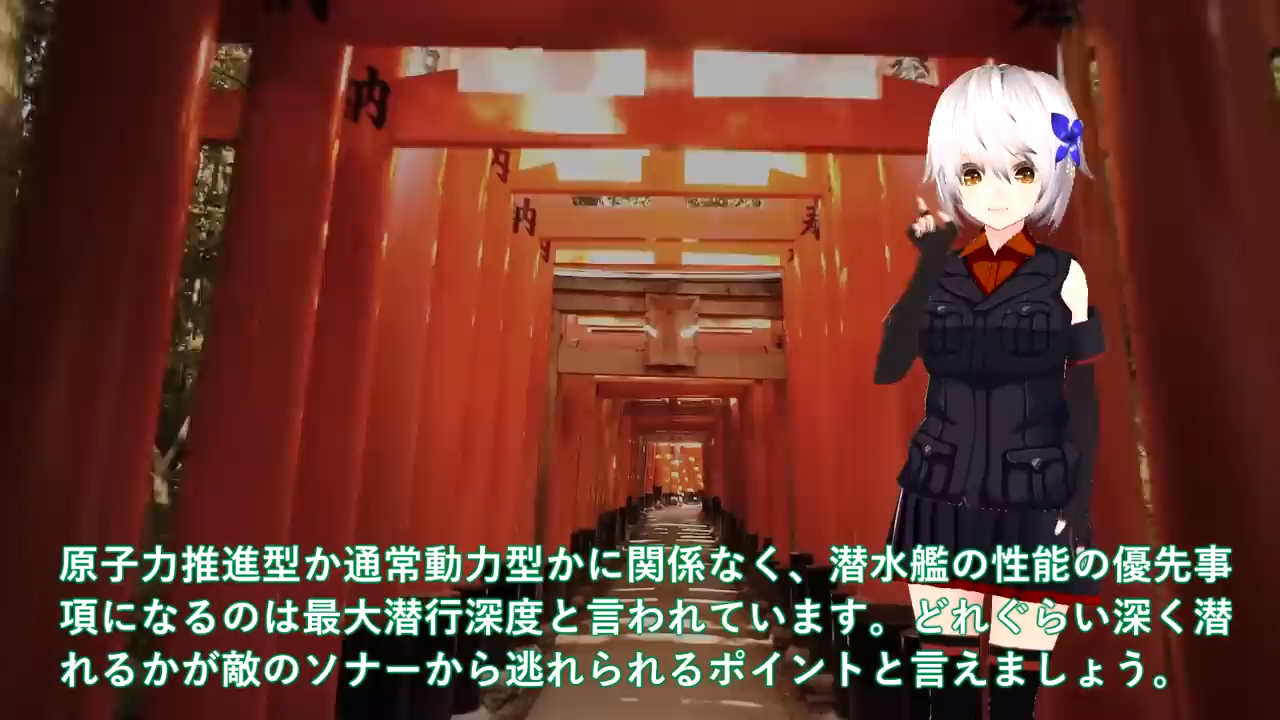 納
内
内
寿
原子力推進型か通常動力型かに関係なく、潜水艦の性能の優先事
項になるのは最大潜行深度と言われています。どれぐらい深く潜
れるかが敵のソナーから逃れられるポイントと言えましょう。